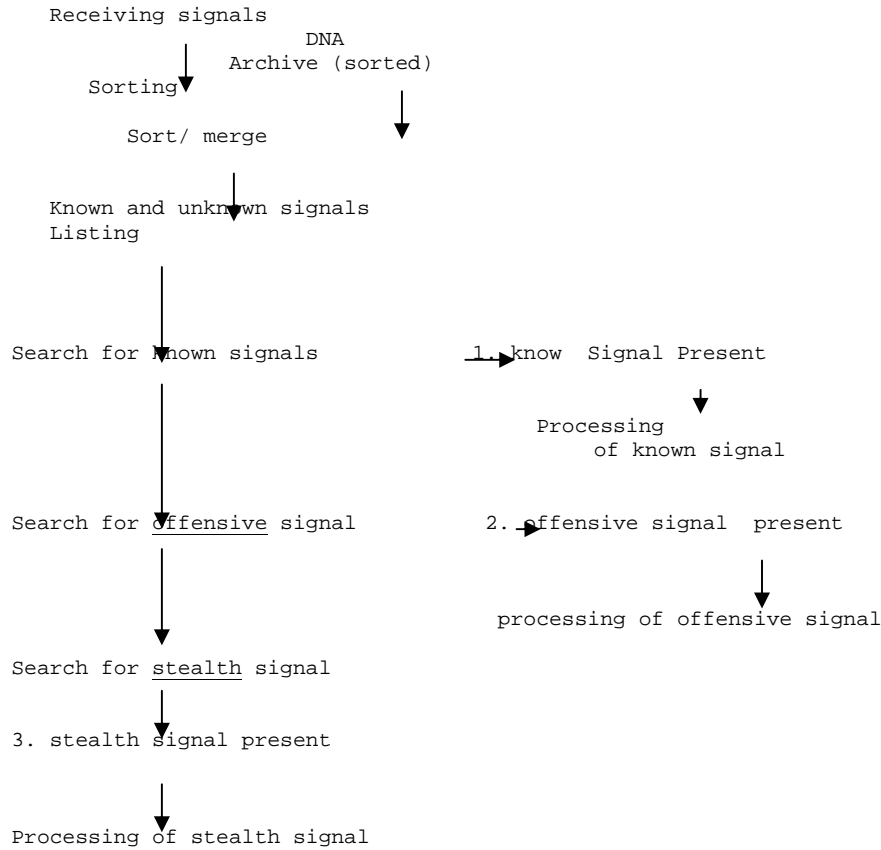 Receiving signals
DNA
Archive (sorted)
Sorting
Sort/ merge
Known and unknown signals
Listing
Search for known signals
1. know Signal Present
Processing
of known signal
Search for offensive signal
2. offensive signal present
processing of offensive signal
Search for stealth signal
3. stealth signal present
Processing of stealth signal